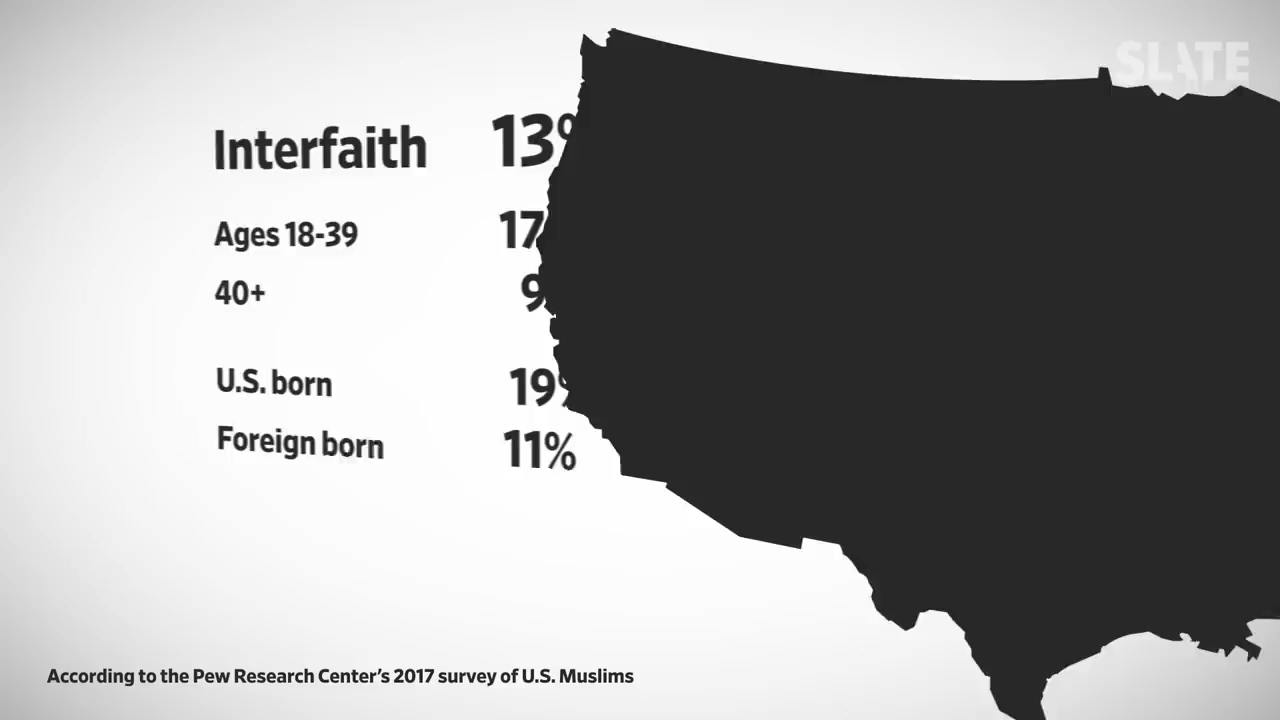 SLATE
Interfaith 13%
Ages 18-39 17
40+ 9
U.S. born 19%
Foreign born 11%
According to the Pew Research Center's 2017 survey of U.S. Muslims